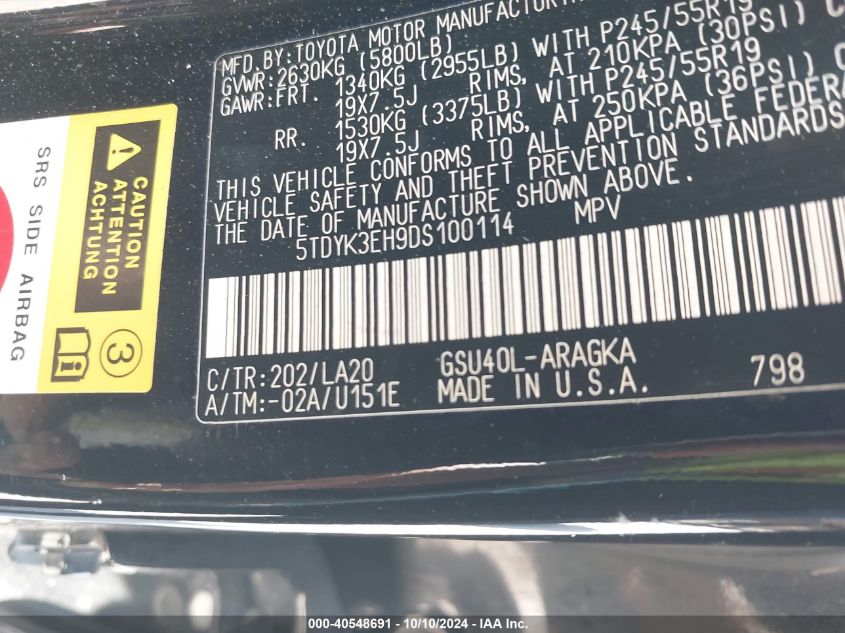 MFD.BY:TOYOTA MOTOR
GVWR:2630KG (5800LB)
GAWR:FRT. 1340KG (2955LB) WITH P245/55R19
19X7.5J RIMS, AT 210KPA (30PSI)
RR. 1530KG (3375LB) WITH P245/55R19
19X7.5J RIMS, AT 250KPA (36PSI)
THIS VEHICLE CONFORMS TO ALL APPLICABLE
VEHICLE SAFETY AND THEFT PREVENTION STANDARDS
THE DATE OF MANUFACTURE SHOWN ABOVE.
5TDYK3EH9DS100114 MPV
C/TR:202/LA20 GSU40L-ARAGKA
A/TM:-02A/U151E MADE IN U.S.A. 798
CAUTION
ATTENTION
ACHTUNG
SRS SIDE AIRBAG
3
000-40548691 - 10/10/2024 - IAA Inc.